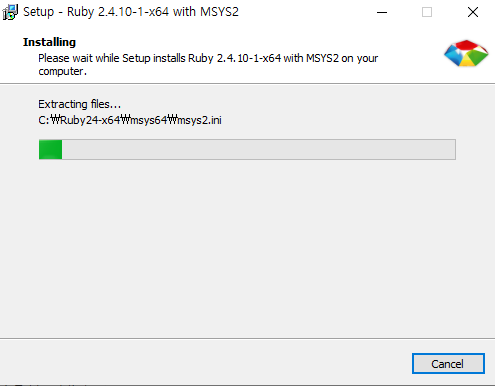 Setup - Ruby 2.4.10-1-x64 with MSYS2
Installing
Please wait while Setup installs Ruby 2.4.10-1-x64 with MSYS2 on your
computer.
Extracting files...
C:₩Ruby24-x64₩msys64₩msys2.ini
Cancel